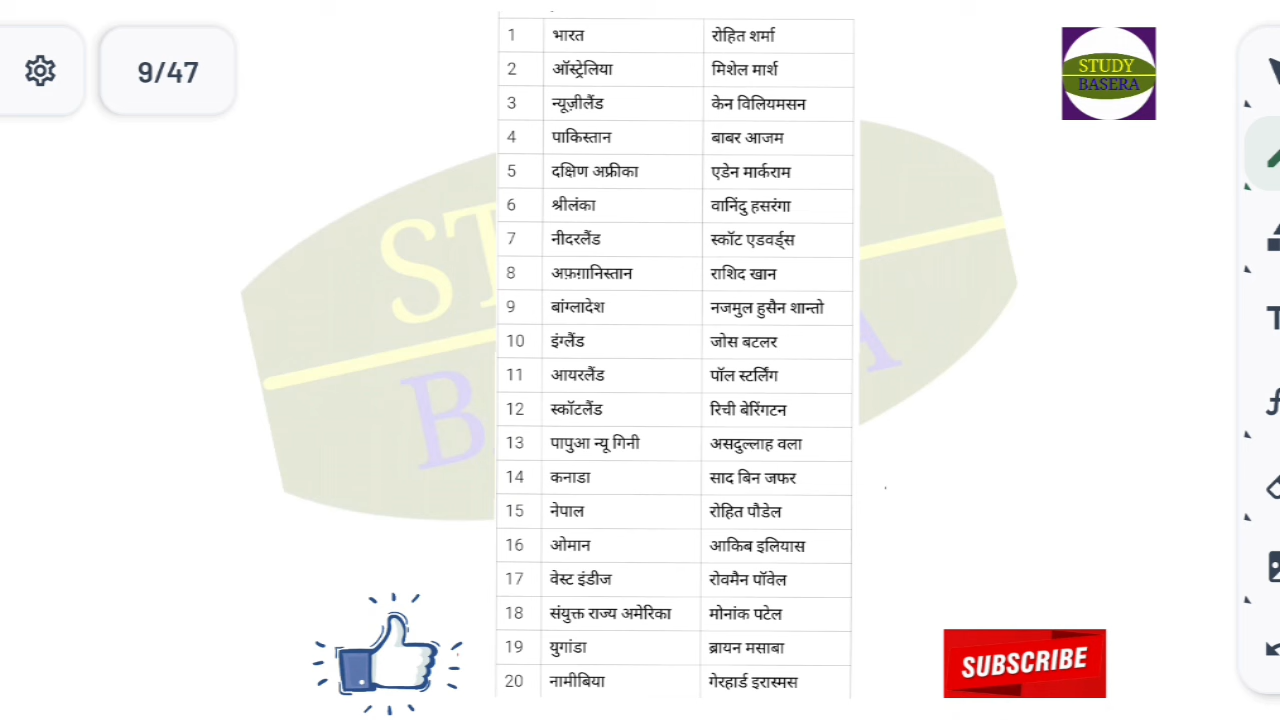 9/47
1 भारत रोहित शर्मा
2 ऑस्ट्रेलिया मिशेल मार्श
3 न्यूज़ीलैंड केन विलियमसन
4 पाकिस्तान बाबर आजम
5 दक्षिण अफ्रीका एडेन मार्कराम
6 श्रीलंका वानिंदु हसरंगा
7 नीदरलैंड स्कॉट एडवर्ड्स
8 अफ़ग़ानिस्तान राशिद खान
9 बांग्लादेश नजमुल हुसैन शान्तो
10 इंग्लैंड जोस बटलर
11 आयरलैंड पॉल स्टर्लिंग
12 स्कॉटलैंड रिची बेरिंगटन
13 पापुआ न्यू गिनी असदुल्लाह वला
14 कनाडा साद बिन जफर
15 नेपाल रोहित पौडेल
16 ओमान आकिब इलियास
17 वेस्ट इंडीज रोवमैन पॉवेल
18 संयुक्त राज्य अमेरिका मोनांक पटेल
19 युगांडा ब्रायन मसाबा
20 नामीबिया गेरहार्ड इरास्मस
STUDY
BASERA
SUBSCRIBE